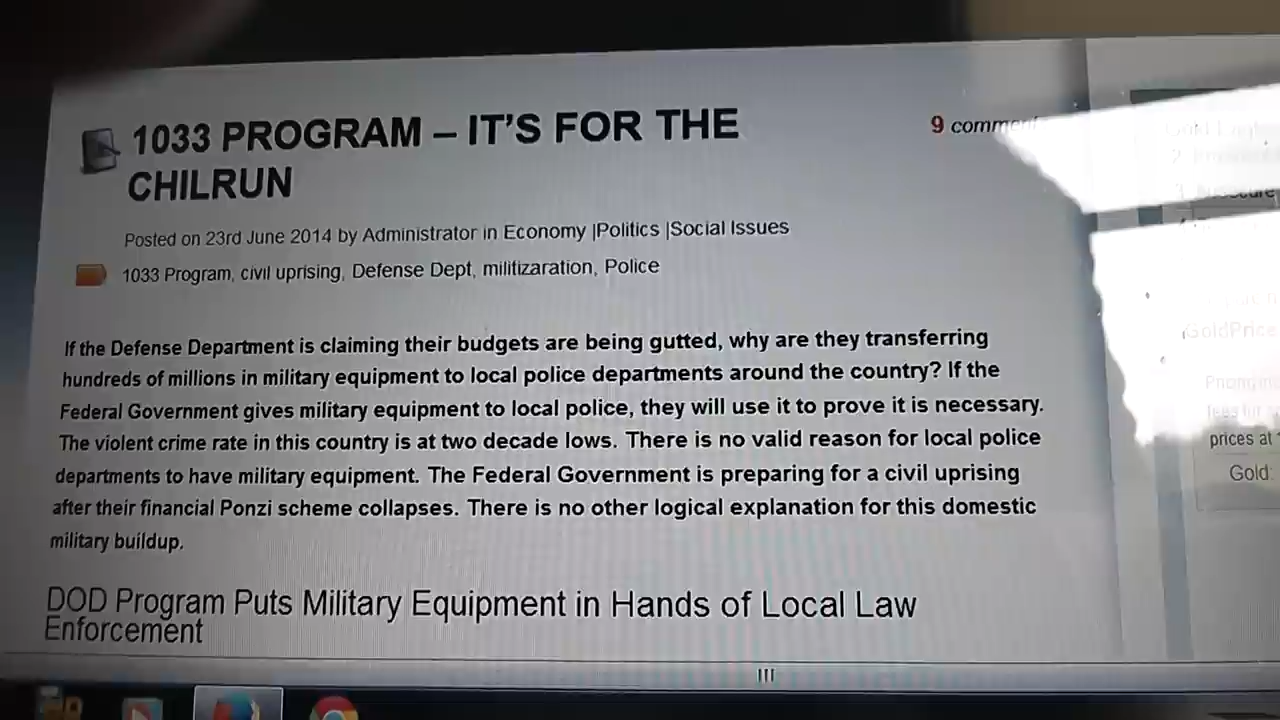 1033 PROGRAM – IT'S FOR THE
CHILRUN
9
Posted on 23rd June 2014 by Administrator in Economy |Politics |Social Issues
1033 Program, civil uprising, Defense Dept, militizaration, Police
If the Defense Department is claiming their budgets are being gutted, why are they transferring
hundreds of millions in military equipment to local police departments around the country? If the
Federal Government gives military equipment to local police, they will use it to prove it is necessary.
The violent crime rate in this country is at two decade lows. There is no valid reason for local police
departments to have military equipment. The Federal Government is preparing for a civil uprising
after their financial Ponzi scheme collapses. There is no other logical explanation for this domestic
military buildup.
DOD Program Puts Military Equipment in Hands of Local Law
Enforcement
GoldPrice
prices at
Gold: